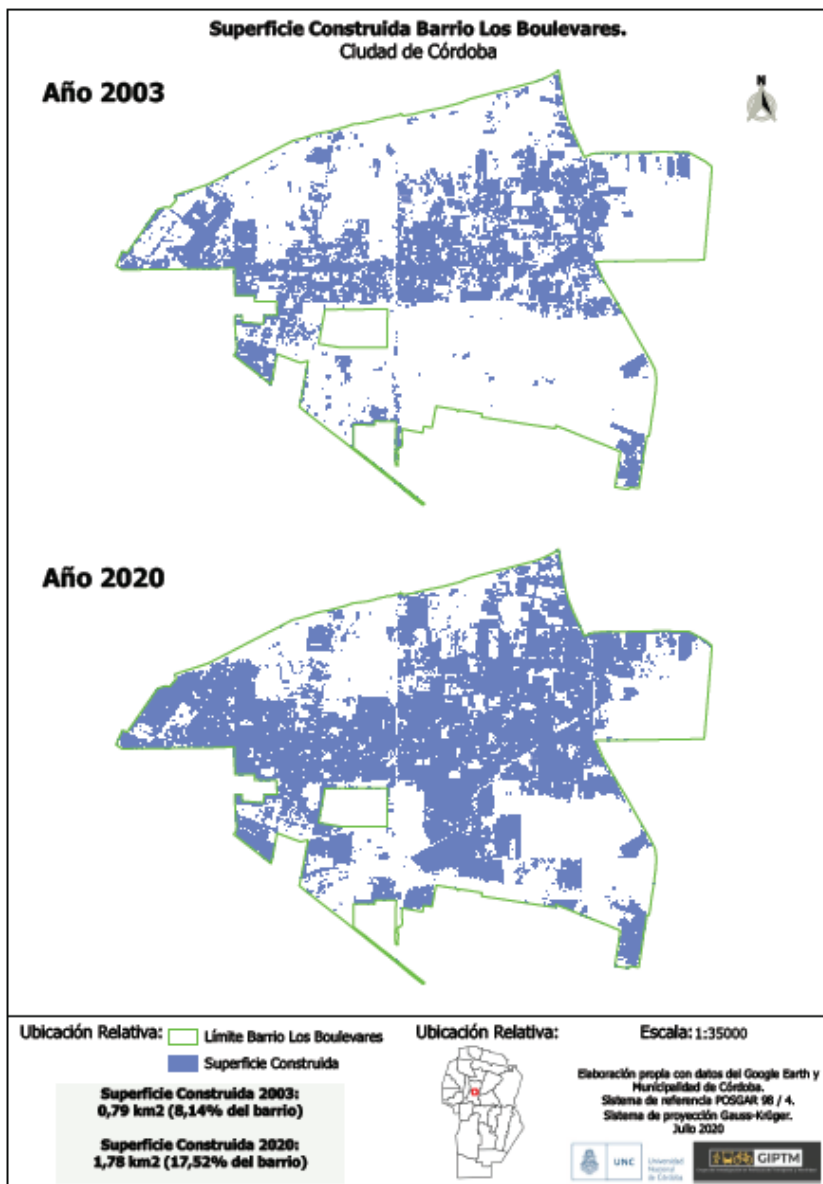 Superficie Construida Barrio Los Boulevares.
Ciudad de Córdoba
Año 2003
N
Año 2020
Ubicación Relativa:
Límite Barrio Los Boulevares
Superficie Construida
Superficie Construida 2003:
0,79 km2 (8,14% del barrio)
Superficie Construida 2020:
1,78 km2 (17,52% del barrio)
Ubicación Relativa:
Escala: 1:35000
Elaboración propia con datos del Google Earth y
Municipalidad de Córdoba.
Sistema de referencia POSGAR 98 / 4.
Sistema de proyección Gauss-Krüger.
Julio 2020
UNC
Universidad
Nacional
de Córdoba
GIPTM